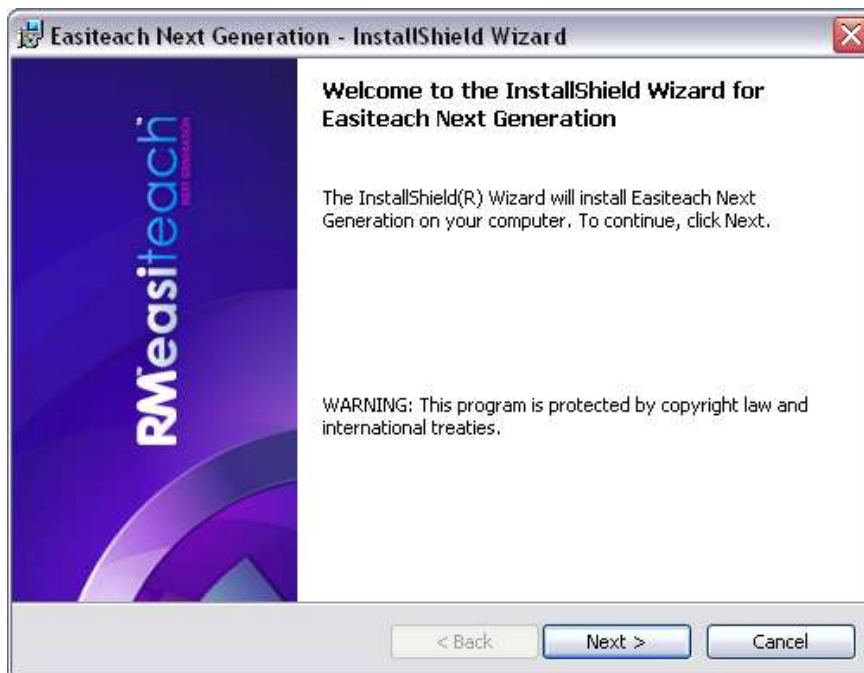 Easiteach Next Generation - InstallShield Wizard
RM easiteach™
NEXT GENERATION
Welcome to the InstallShield Wizard for
Easiteach Next Generation
The InstallShield(R) Wizard will install Easiteach Next
Generation on your computer. To continue, click Next.
WARNING: This program is protected by copyright law and
international treaties.
< Back
Next >
Cancel